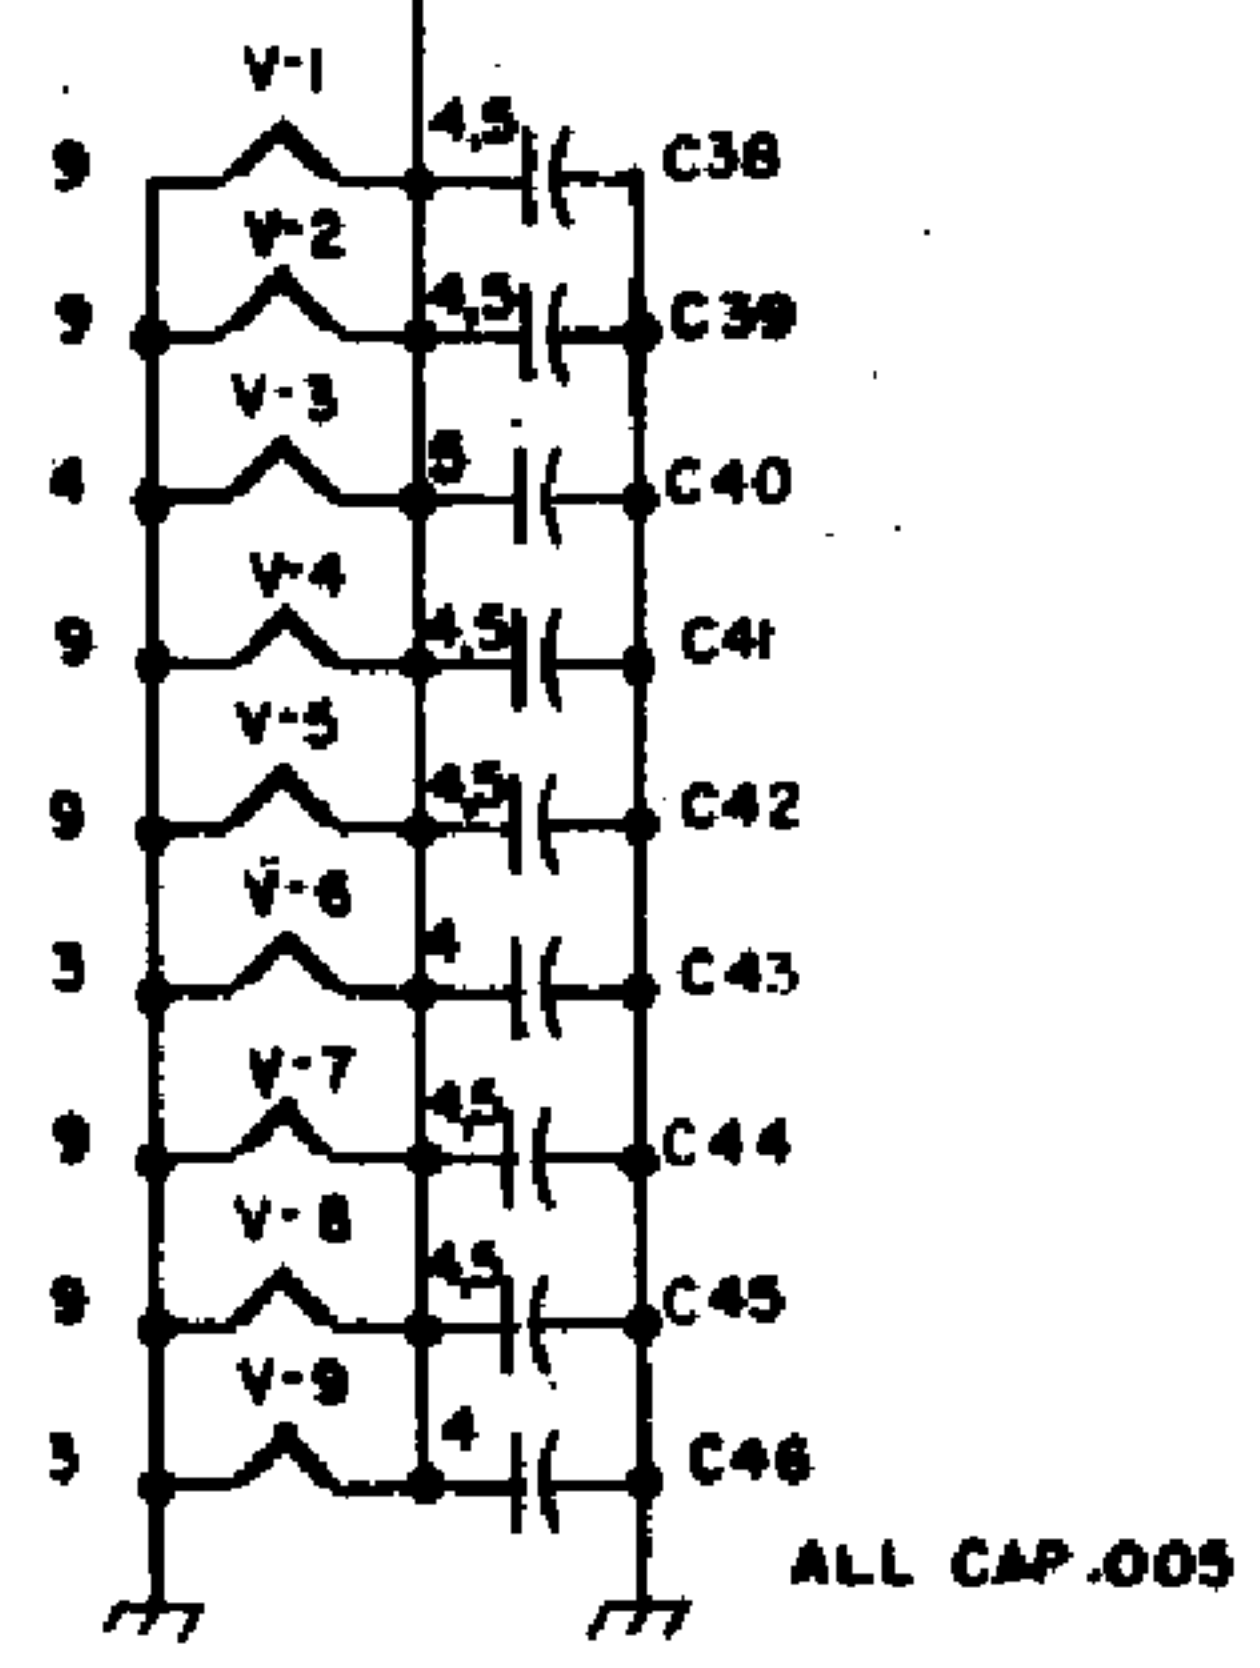 V-1
9 4,5 C38
V-2
9 4,5 C39
V-3
4 5 C40
V-4
9 4,5 C41
V-5
9 4,5 C42
V-6
3 4 C43
V-7
9 4,5 C44
V-8
9 4,5 C45
V-9
3 4 C46
ALL CAP .005